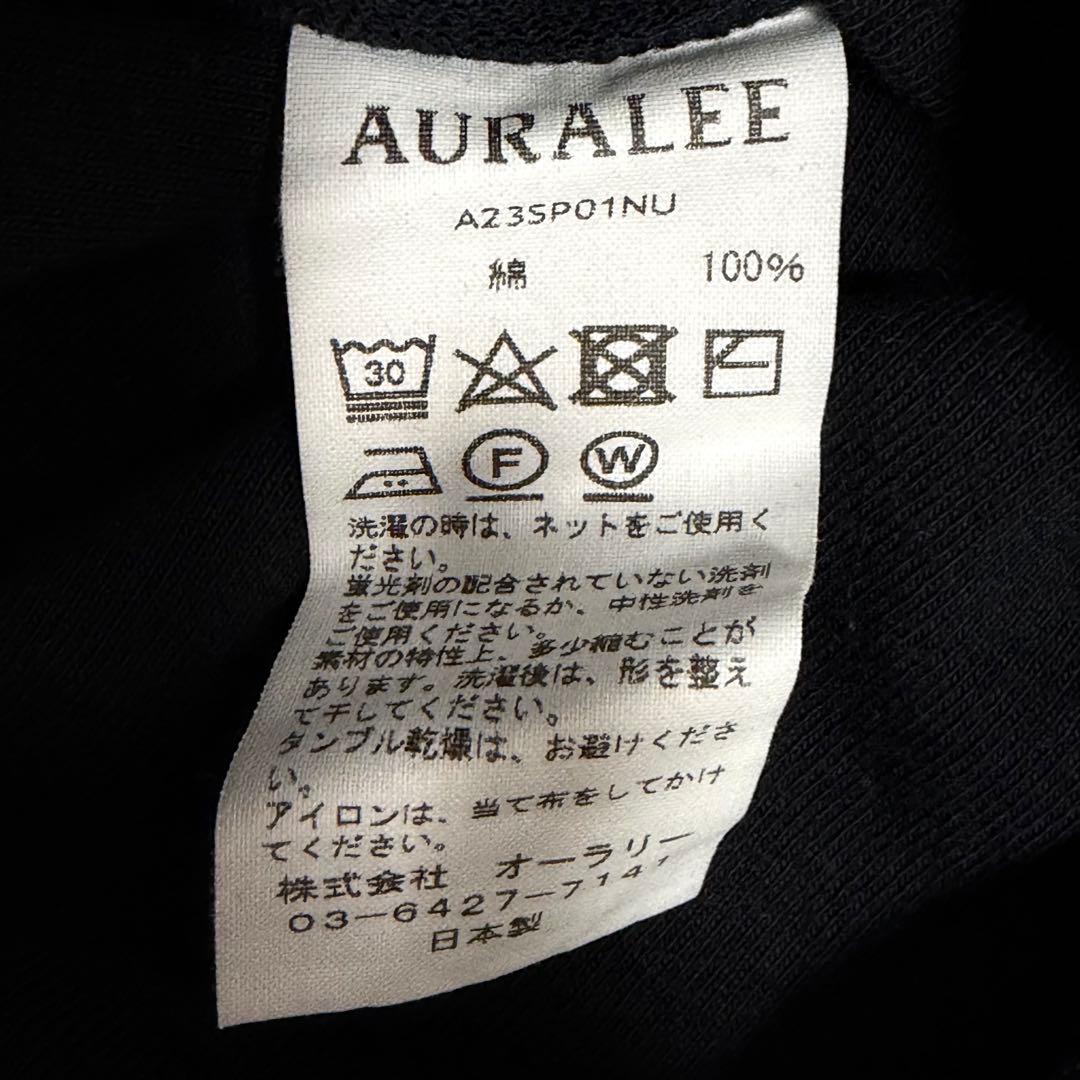 AURALEE
A23SP01NU
綿 100%
30
F W
洗濯の時は、ネットをご使用く
ださい。
蛍光剤の配合されていない洗剤
をご使用になるか、中性洗剤を
ご使用ください。
素材の特性上、多少縮むことが
あります。洗濯後は、形を整え
て干してください。
タンブル乾燥は、お避けくださ
い。
アイロンは、当て布をしてかけ
てください。
株式会社 オーラリー
03-6427-714
日本製